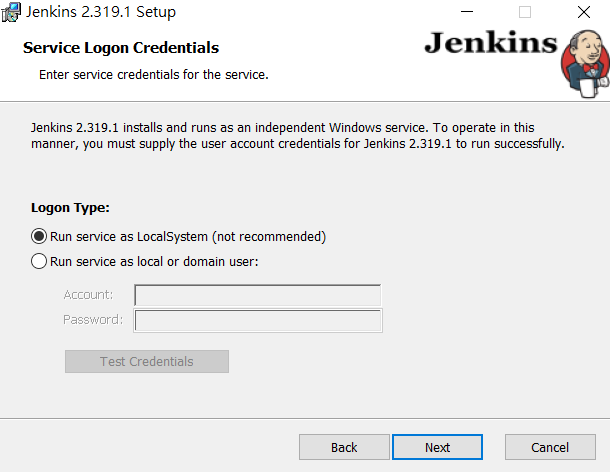 Jenkins 2.319.1 Setup
Service Logon Credentials
Jenkins
Enter service credentials for the service.
Jenkins 2.319.1 installs and runs as an independent Windows service. To operate in this
manner, you must supply the user account credentials for Jenkins 2.319.1 to run successfully.
Logon Type:
Run service as LocalSystem (not recommended)
Run service as local or domain user:
Account:
Password:
Test Credentials
Back
Next
Cancel